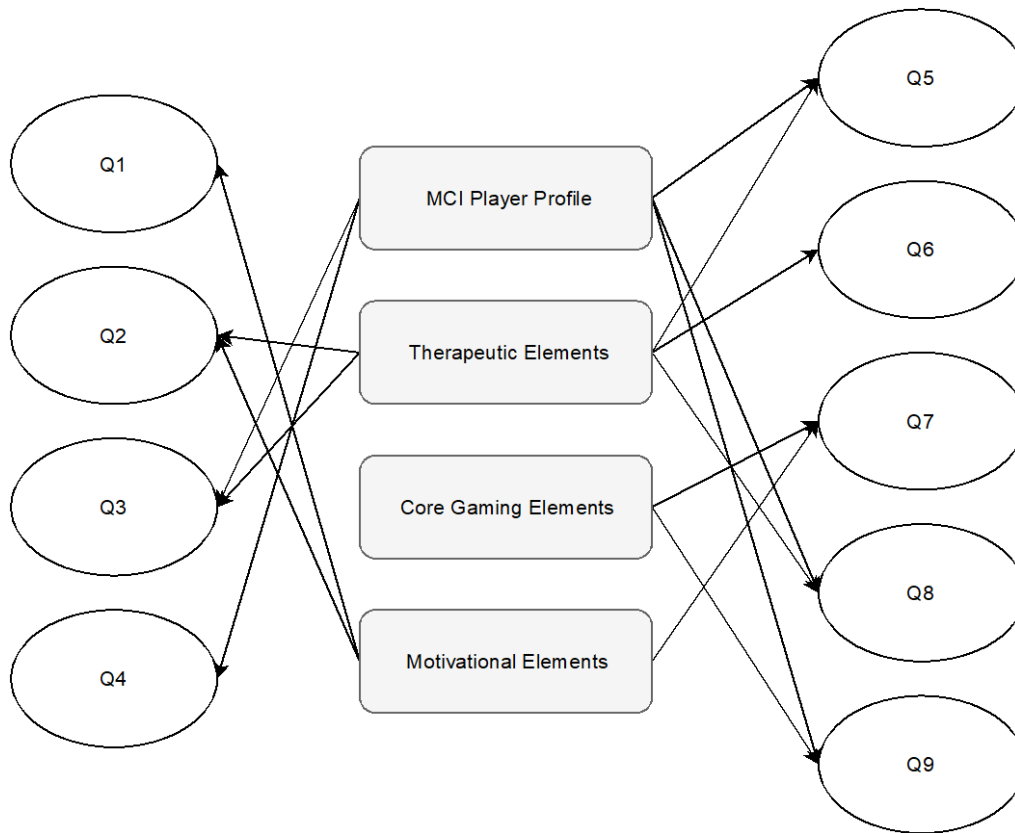 Q1
Q2
Q3
Q4
MCI Player Profile
Therapeutic Elements
Core Gaming Elements
Motivational Elements
Q5
Q6
Q7
Q8
Q9